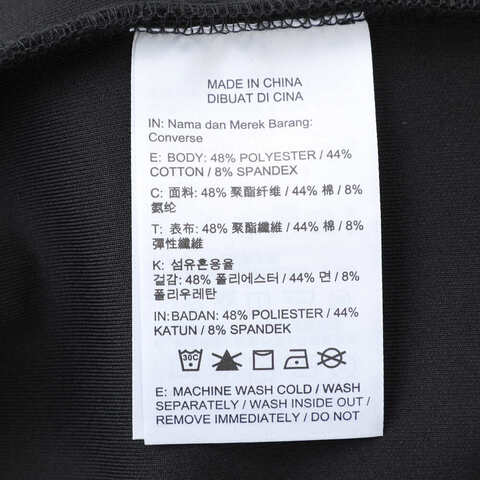 MADE IN CHINA
DIBUAT DI CINA
IN: Nama dan Merek Barang:
Converse
E: BODY: 48% POLYESTER / 44%
COTTON / 8% SPANDEX
C: 面料: 48% 聚酯纤维 / 44% 棉 / 8%
氨纶
T: 表布: 48% 聚酯纖維 / 44% 棉 / 8%
彈性纖維
K: 섬유혼용율
겉감: 48% 폴리에스터 / 44% 면 / 8%
폴리우레탄
IN: BADAN: 48% POLIESTER / 44%
KATUN / 8% SPANDEK
30C
E: MACHINE WASH COLD / WASH
SEPARATELY / WASH INSIDE OUT /
REMOVE IMMEDIATELY / DO NOT